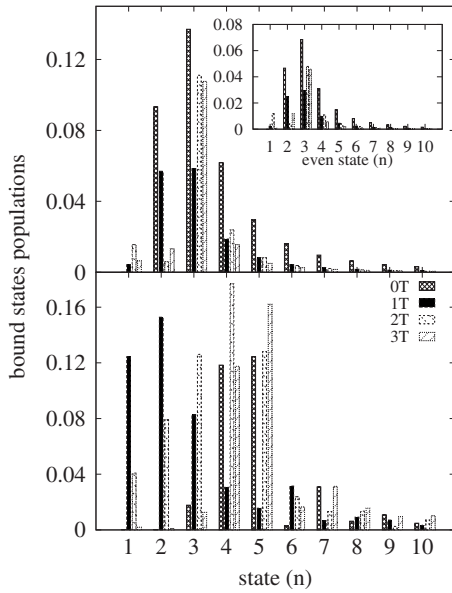 bound states populations
0.12
0.08
0.04
0
0.08
0.06
0.04
0.02
0
1 2 3 4 5 6 7 8 9 10
even state (n)
0.16
0.12
0.08
0.04
0
0T
1T
2T
3T
1 2 3 4 5 6 7 8 9 10
state (n)